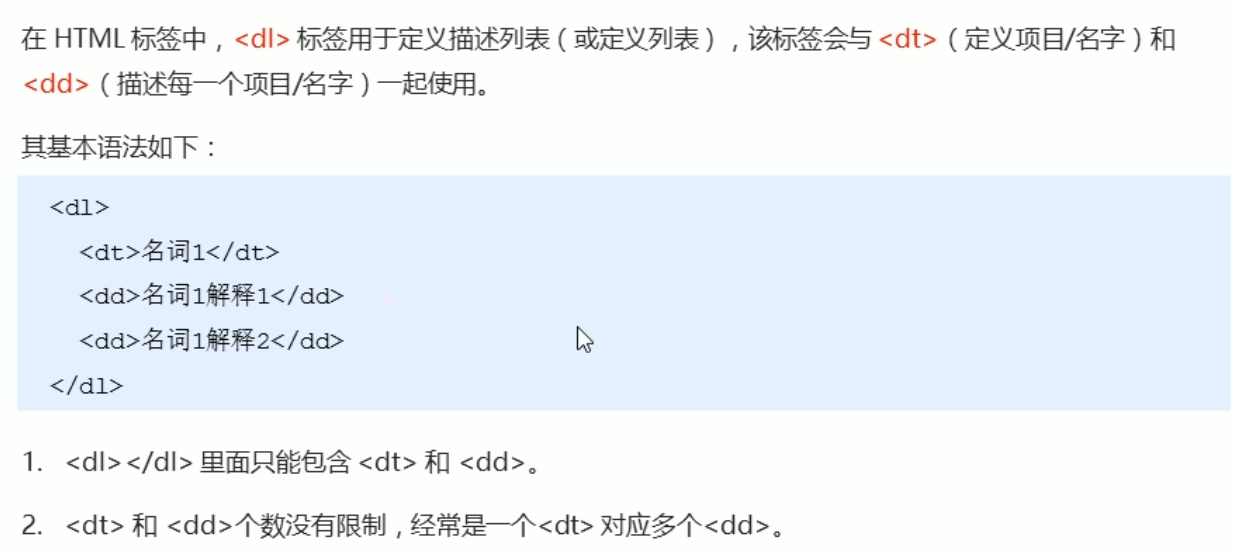 在 HTML 标签中，<dl> 标签用于定义描述列表（或定义列表），该标签会与 <dt>（定义项目/名字）和
<dd>（描述每一个项目/名字）一起使用。
其基本语法如下：
<dl>
  <dt>名词1</dt>
  <dd>名词1解释1</dd>
  <dd>名词1解释2</dd>
</dl>
1. <dl></dl> 里面只能包含 <dt> 和 <dd>。
2. <dt> 和 <dd>个数没有限制，经常是一个<dt> 对应多个<dd>。